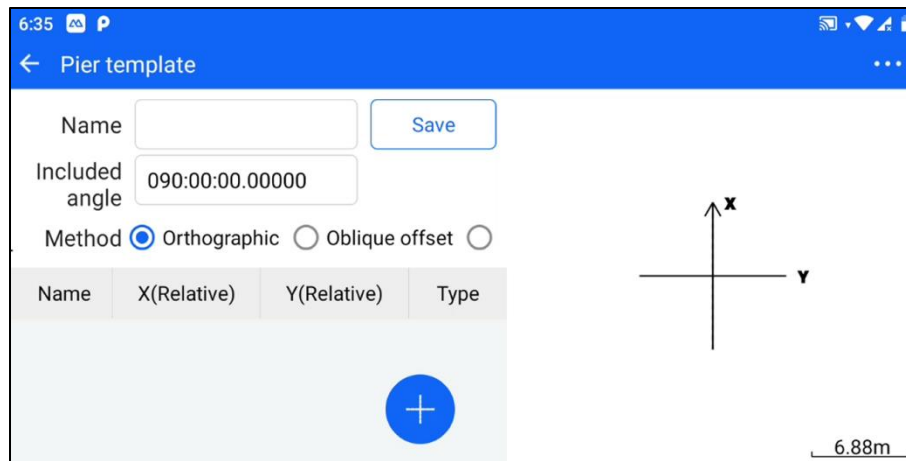 6:35
Pier template
Name
Save
Included
angle
090:00:00.00000
Method Orthographic Oblique offset
Name X(Relative) Y(Relative) Type
X
Y
6.88m